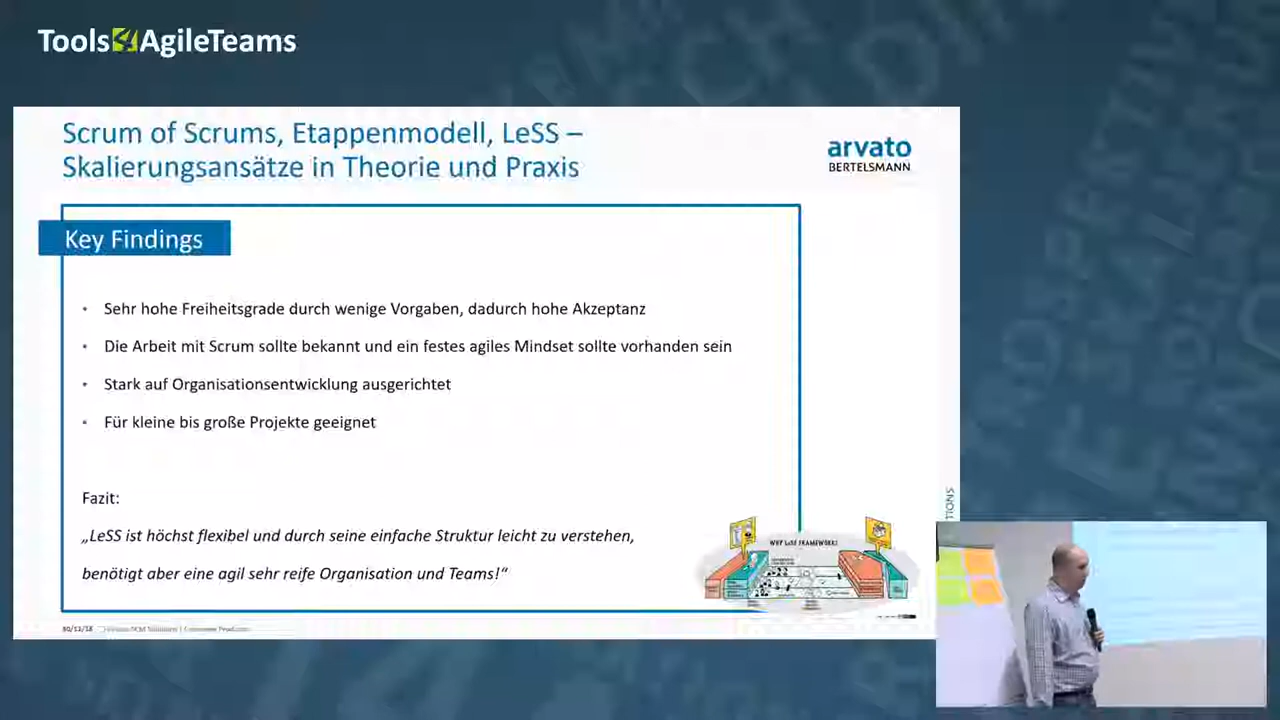 Tools4AgileTeams
Scrum of Scrums, Etappenmodell, LeSS –
Skalierungsansätze in Theorie und Praxis
arvato
BERTELSMANN
Key Findings
• Sehr hohe Freiheitsgrade durch wenige Vorgaben, dadurch hohe Akzeptanz
• Die Arbeit mit Scrum sollte bekannt und ein festes agiles Mindset sollte vorhanden sein
• Stark auf Organisationsentwicklung ausgerichtet
• Für kleine bis große Projekte geeignet
Fazit:
„LeSS ist höchst flexibel und durch seine einfache Struktur leicht zu verstehen,
benötigt aber eine agil sehr reife Organisation und Teams!“
WHY LeSS FRAMEWORKS?